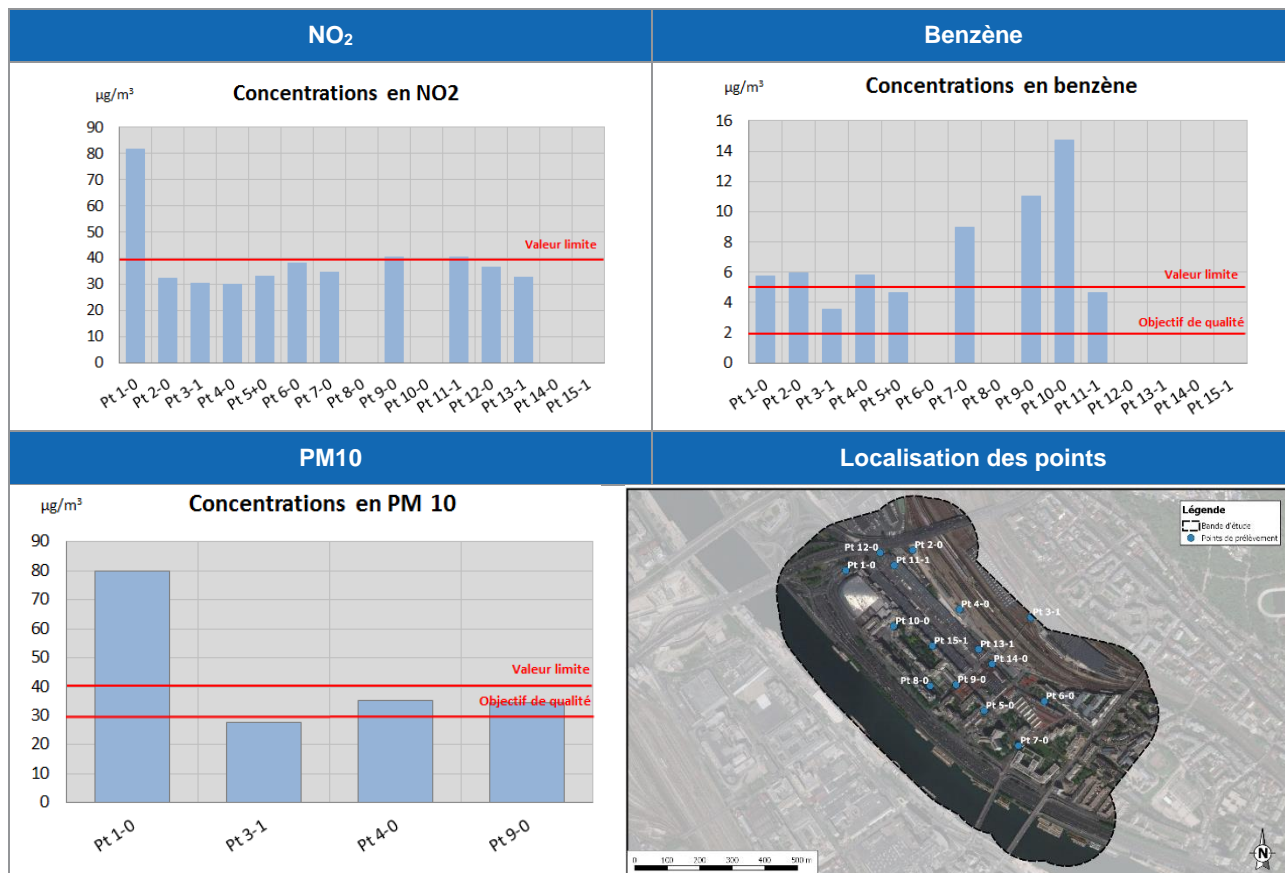 NO₂
Benzène
µg/m³
Concentrations en NO2
90
80
70
60
50
40
30
20
10
0
Valeur limite
Pt 1-0
Pt 2-0
Pt 3-1
Pt 4-0
Pt 5+0
Pt 6-0
Pt 7-0
Pt 8-0
Pt 9-0
Pt 10-0
Pt 11-1
Pt 12-0
Pt 13-1
Pt 14-0
Pt 15-1
µg/m³
Concentrations en benzène
16
14
12
10
8
6
4
2
0
Valeur limite
Objectif de qualité
Pt 1-0
Pt 2-0
Pt 3-1
Pt 4-0
Pt 5+0
Pt 6-0
Pt 7-0
Pt 8-0
Pt 9-0
Pt 10-0
Pt 11-1
Pt 12-0
Pt 13-1
Pt 14-0
Pt 15-1
PM10
Localisation des points
µg/m³
Concentrations en PM 10
90
80
70
60
50
40
30
20
10
0
Valeur limite
Objectif de qualité
Pt 1-0
Pt 3-1
Pt 4-0
Pt 9-0
Légende
Bande d'étude
Points de prélèvement
Pt 12-0
Pt 2-0
Pt 11-1
Pt 1-0
Pt 4-0
Pt 3-1
Pt 10-0
Pt 15-1
Pt 13-1
Pt 14-0
Pt 8-0
Pt 9-0
Pt 6-0
Pt 5-0
Pt 7-0
0 100 200 300 400 500 m
N